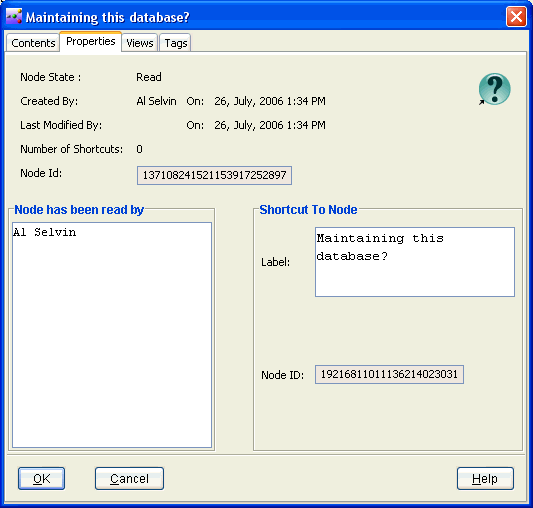 Maintaining this database?
Contents Properties Views Tags
Node State : Read
Created By: Al Selvin On: 26, July, 2006 1:34 PM
Last Modified By: On: 26, July, 2006 1:34 PM
Number of Shortcuts: 0
Node Id: 137108241521153917252897
Node has been read by
Al Selvin
Shortcut To Node
Label: Maintaining this
database?
Node ID: 19216811011136214023031
OK Cancel Help